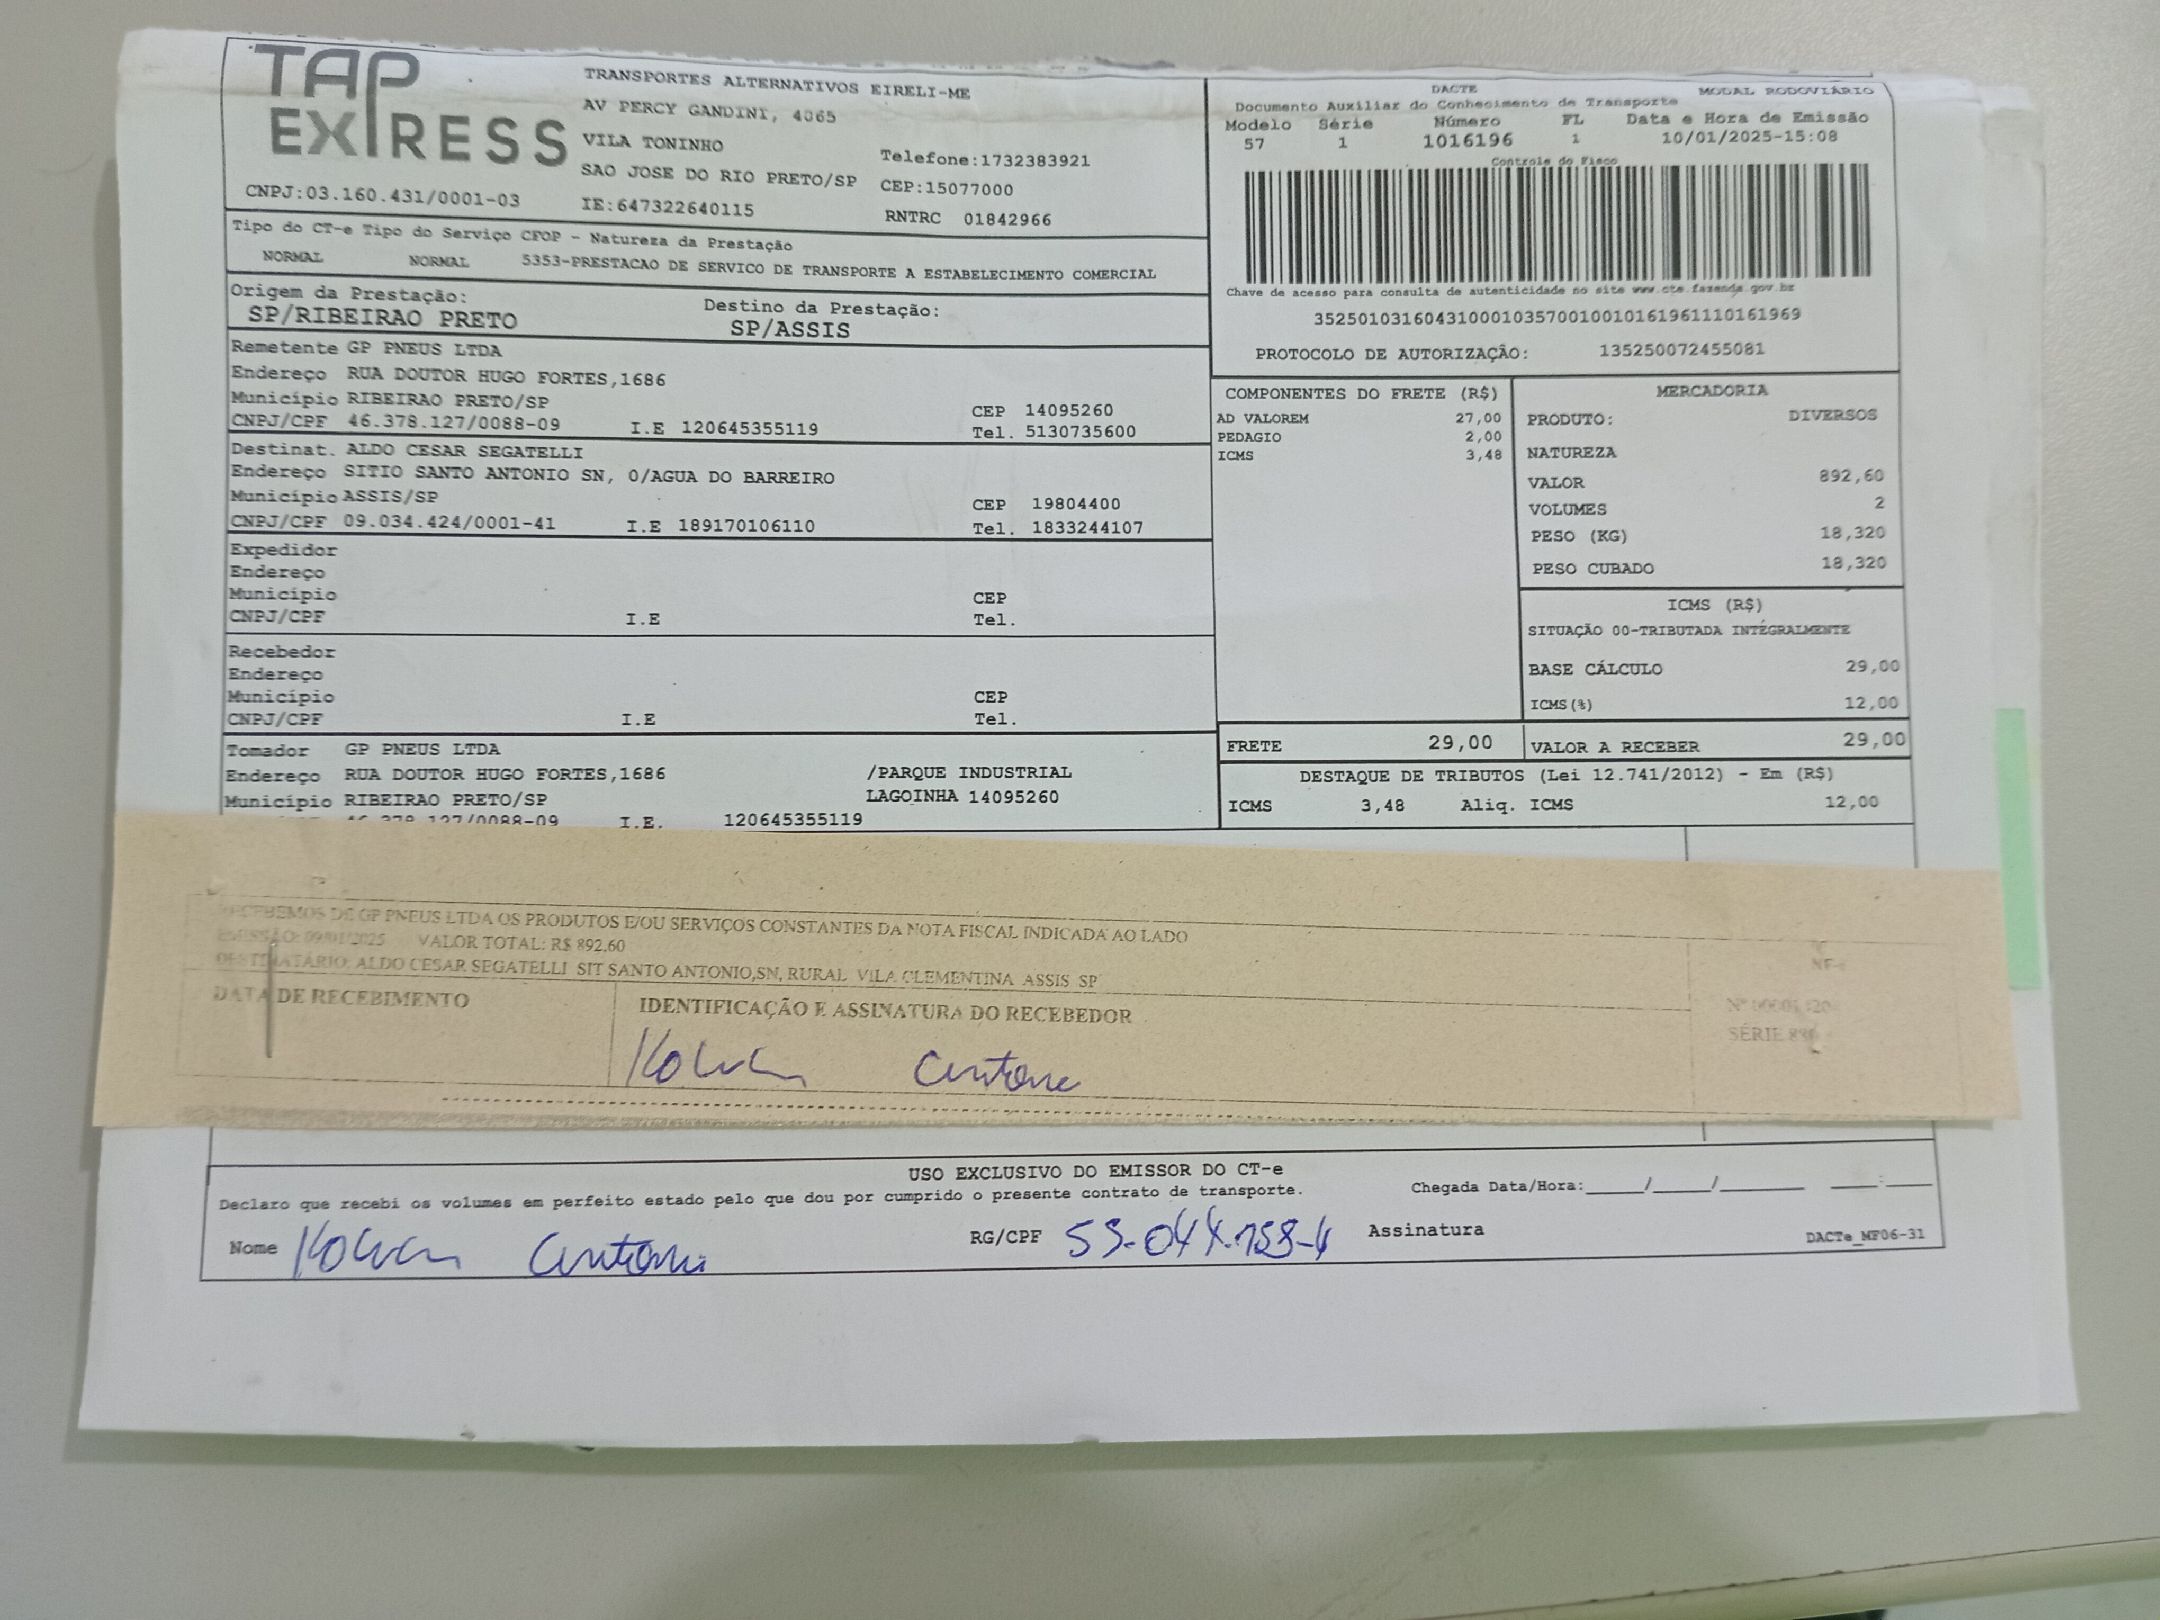 TAP EXPRESS
TRANSPORTES ALTERNATIVOS EIRELI-ME
AV PERCY GANDINI, 4065
VILA TONINHO
Telefone:1732383921
SAO JOSE DO RIO PRETO/SP CEP:15077000
CNPJ:03.160.431/0001-03 IE:647322640115 RNTRC 01842966
DACTE MODAL RODOVIÁRIO
Documento Auxiliar do Conhecimento de Transporte
Modelo Série Número FL Data e Hora de Emissão
57 1 1016196 1 10/01/2025-15:08
Controle do Fisco
Chave de acesso para consulta de autenticidade no site www.cte.fazenda.gov.br
35250103160431000103570010010161961110161969
PROTOCOLO DE AUTORIZAÇÃO: 135250072455081
Tipo do CT-e Tipo do Serviço CFOP - Natureza da Prestação
NORMAL NORMAL 5353-PRESTACAO DE SERVICO DE TRANSPORTE A ESTABELECIMENTO COMERCIAL
Origem da Prestação: Destino da Prestação:
SP/RIBEIRAO PRETO SP/ASSIS
Remetente GP PNEUS LTDA
Endereço RUA DOUTOR HUGO FORTES,1686
Município RIBEIRAO PRETO/SP CEP 14095260
CNPJ/CPF 46.378.127/0088-09 I.E 120645355119 Tel. 5130735600
Destinat. ALDO CESAR SEGATELLI
Endereço SITIO SANTO ANTONIO SN, 0/AGUA DO BARREIRO
Município ASSIS/SP CEP 19804400
CNPJ/CPF 09.034.424/0001-41 I.E 189170106110 Tel. 1833244107
Expedidor
Endereço
Município CEP
CNPJ/CPF I.E Tel.
Recebedor
Endereço
Município CEP
CNPJ/CPF I.E Tel.
Tomador GP PNEUS LTDA
Endereço RUA DOUTOR HUGO FORTES,1686 /PARQUE INDUSTRIAL
Município RIBEIRAO PRETO/SP LAGOINHA 14095260
46.378.127/0088-09 I.E. 120645355119
COMPONENTES DO FRETE (R$)
AD VALOREM 27,00
PEDAGIO 2,00
ICMS 3,48
MERCADORIA
PRODUTO: DIVERSOS
NATUREZA
VALOR 892,60
VOLUMES 2
PESO (KG) 18,320
PESO CUBADO 18,320
ICMS (R$)
SITUAÇÃO 00-TRIBUTADA INTEGRALMENTE
BASE CÁLCULO 29,00
ICMS(%) 12,00
FRETE 29,00 VALOR A RECEBER 29,00
DESTAQUE DE TRIBUTOS (Lei 12.741/2012) - Em (R$)
ICMS 3,48 Aliq. ICMS 12,00
RECEBEMOS DE GP PNEUS LTDA OS PRODUTOS E/OU SERVIÇOS CONSTANTES DA NOTA FISCAL INDICADA AO LADO
EMISSÃO: 09/01/2025 VALOR TOTAL: R$ 892,60
DESTINATÁRIO: ALDO CESAR SEGATELLI SIT SANTO ANTONIO,SN, RURAL VILA CLEMENTINA ASSIS SP
DATA DE RECEBIMENTO IDENTIFICAÇÃO E ASSINATURA DO RECEBEDOR
NF-e
SÉRIE
USO EXCLUSIVO DO EMISSOR DO CT-e
Declaro que recebi os volumes em perfeito estado pelo que dou por cumprido o presente contrato de transporte. Chegada Data/Hora:____/____/______ ____:____
Nome RG/CPF Assinatura
DACTe_MF06-31